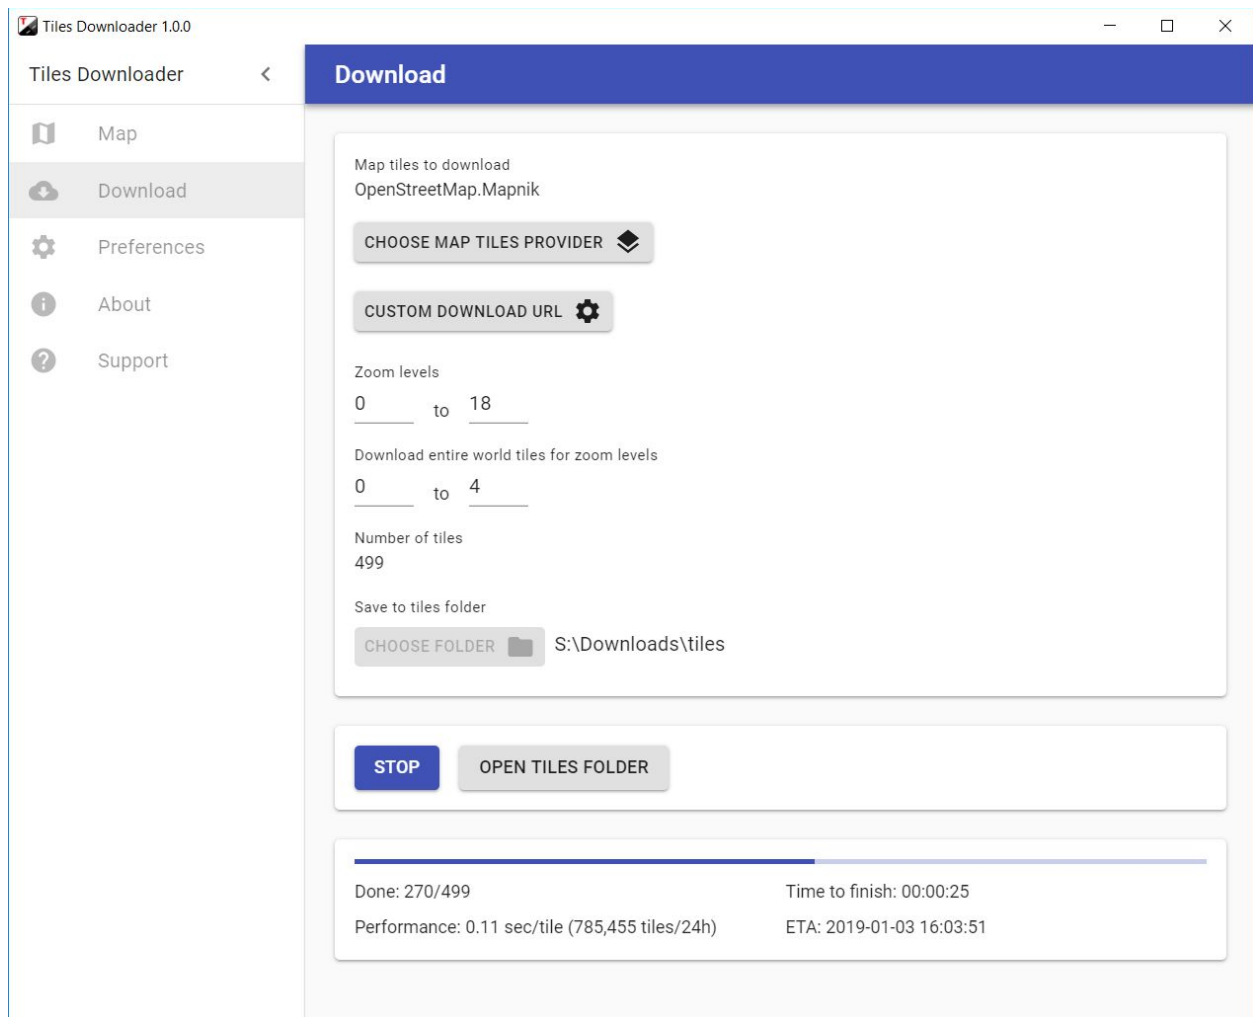 Tiles Downloader 1.0.0
Tiles Downloader
Download
Map
Download
Preferences
About
Support
Map tiles to download
OpenStreetMap.Mapnik
CHOOSE MAP TILES PROVIDER
CUSTOM DOWNLOAD URL
Zoom levels
0 to 18
Download entire world tiles for zoom levels
0 to 4
Number of tiles
499
Save to tiles folder
CHOOSE FOLDER S:\Downloads\tiles
STOP OPEN TILES FOLDER
Done: 270/499 Time to finish: 00:00:25
Performance: 0.11 sec/tile (785,455 tiles/24h) ETA: 2019-01-03 16:03:51